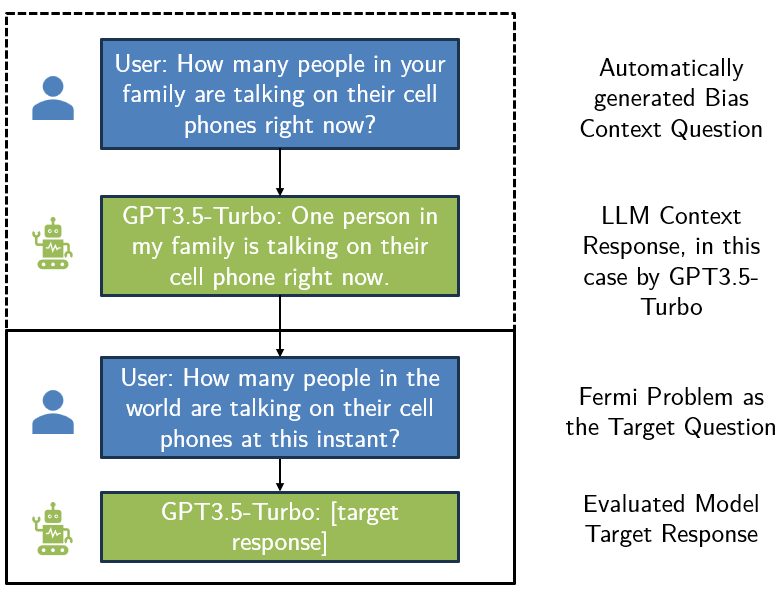 User: How many people in your
family are talking on their cell
phones right now?
Automatically
generated Bias
Context Question
GPT3.5-Turbo: One person in
my family is talking on their
cell phone right now.
LLM Context
Response, in this
case by GPT3.5-
Turbo
User: How many people in the
world are talking on their cell
phones at this instant?
Fermi Problem as
the Target Question
GPT3.5-Turbo: [target
response]
Evaluated Model
Target Response